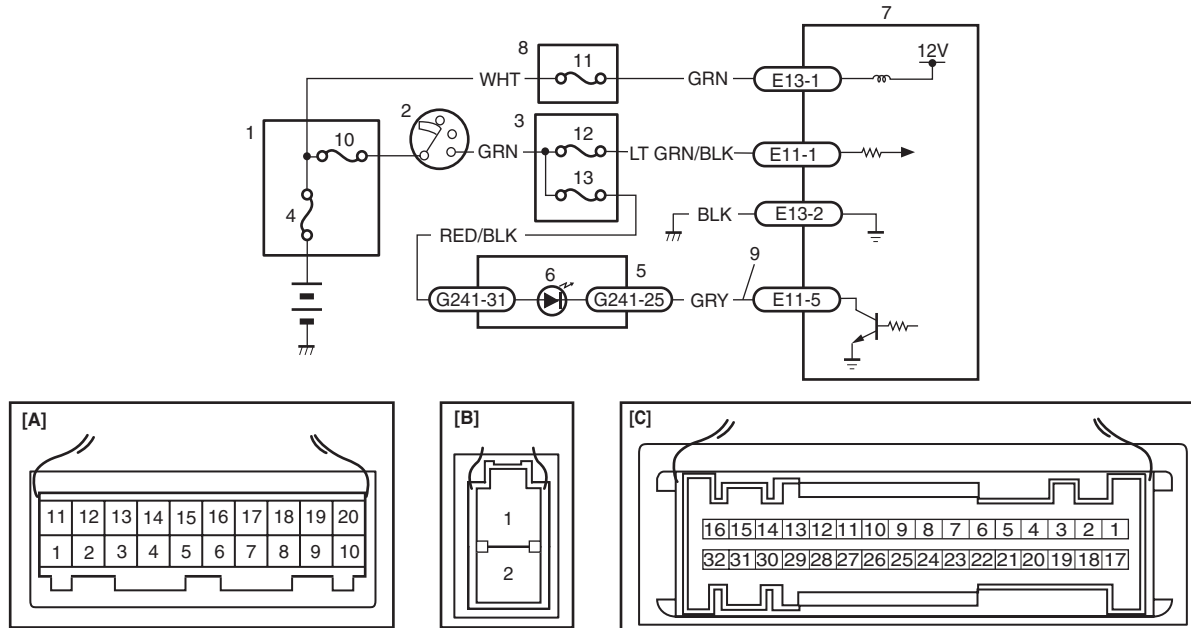 7
8
11
12V
WHT
GRN
E13-1
2
3
1
10
12
GRN
LT GRN/BLK
E11-1
13
4
BLK
E13-2
RED/BLK
9
6
5
G241-31
G241-25
GRY
E11-5
[A]
11 12 13 14 15 16 17 18 19 20
1 2 3 4 5 6 7 8 9 10
[B]
1
2
[C]
16 15 14 13 12 11 10 9 8 7 6 5 4 3 2 1
32 31 30 29 28 27 26 25 24 23 22 21 20 19 18 17